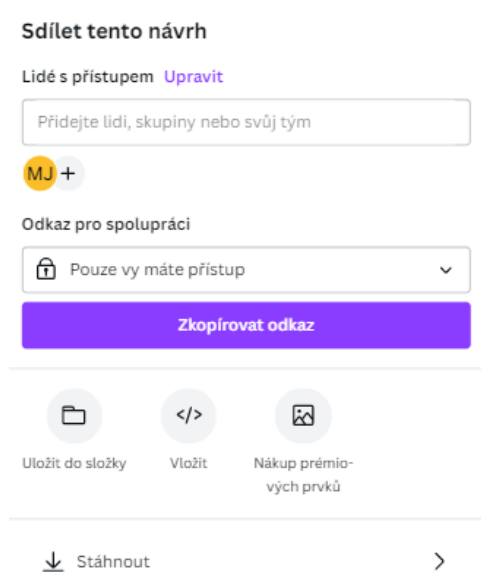 Sdílet tento návrh
Lidé s přístupem Upravit
Přidejte lidi, skupiny nebo svůj tým
MJ +
Odkaz pro spolupráci
Pouze vy máte přístup
Zkopírovat odkaz
</>
Uložit do složky Vložit Nákup prémio-
vých prvků
Stáhnout